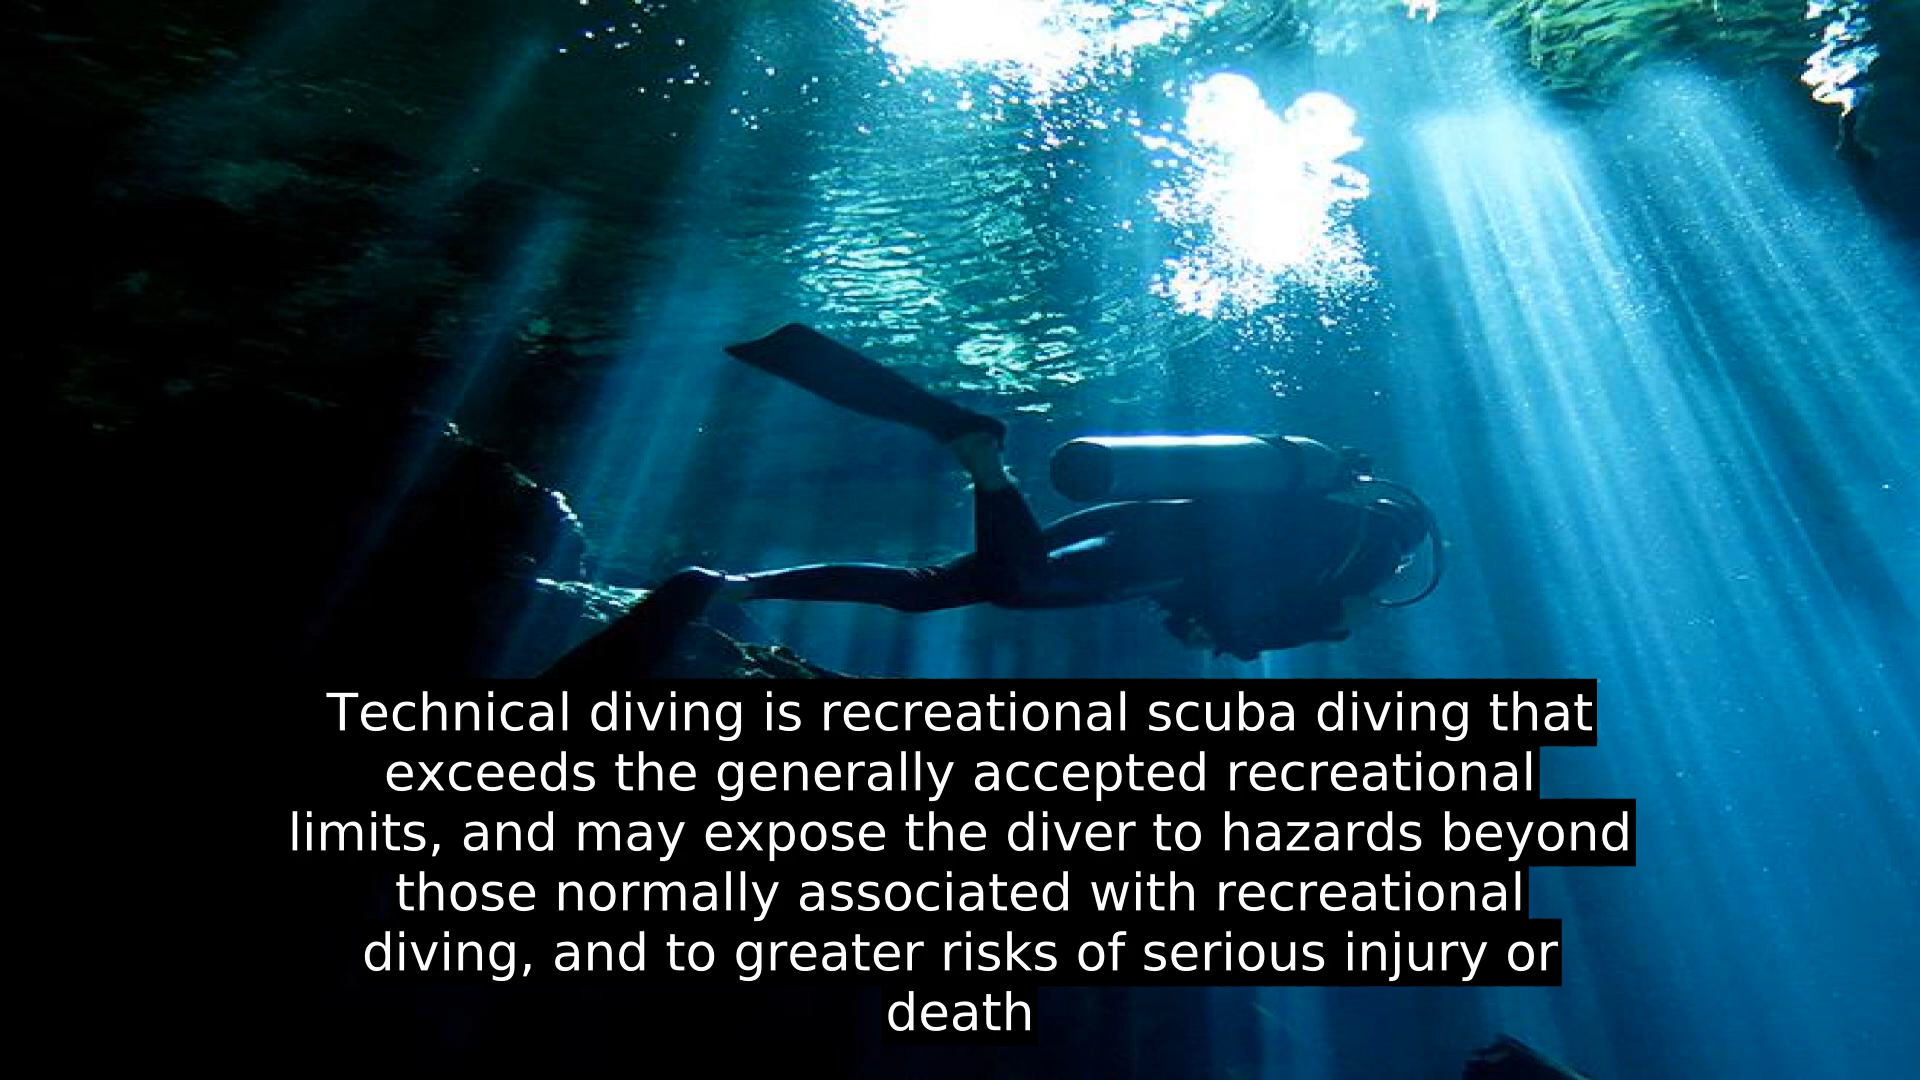 Technical diving is recreational scuba diving that
exceeds the generally accepted recreational
limits, and may expose the diver to hazards beyond
those normally associated with recreational
diving, and to greater risks of serious injury or
death